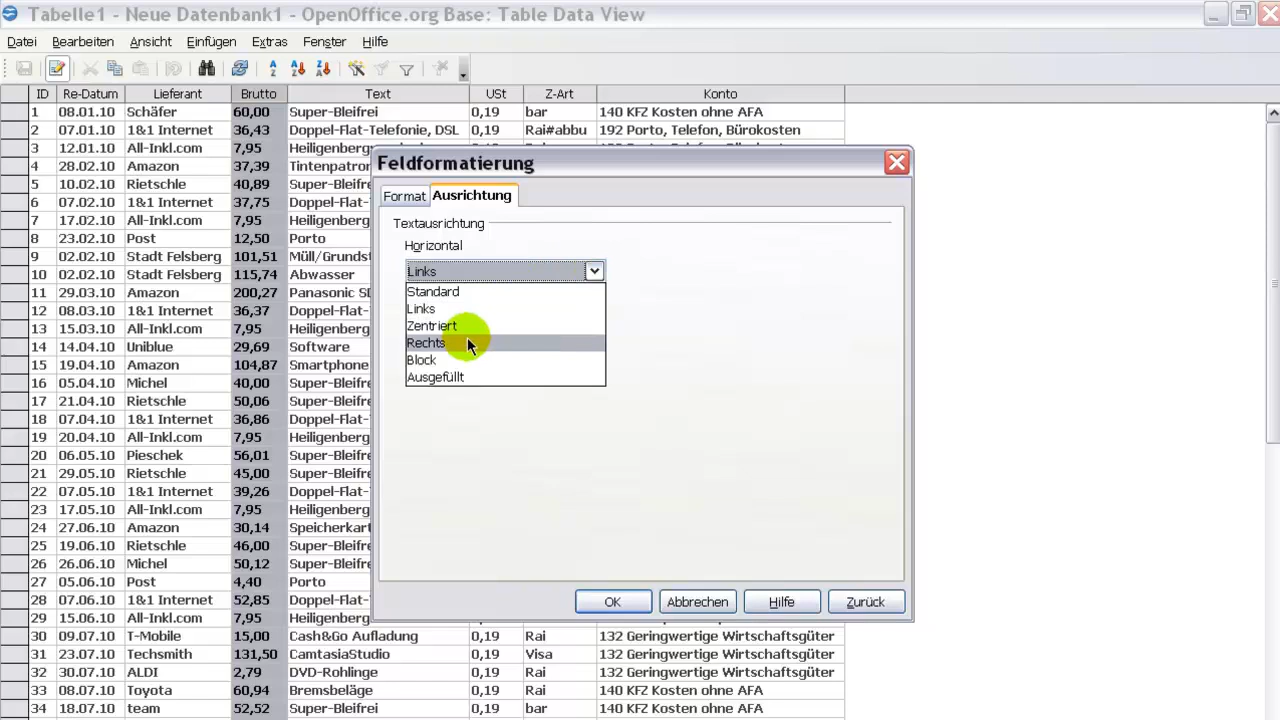 Tabelle1 - Neue Datenbank1 - OpenOffice.org Base: Table Data View
Datei Bearbeiten Ansicht Einfügen Extras Fenster Hilfe
ID Re-Datum Lieferant Brutto Text USt Z-Art Konto
1 08.01.10 Schäfer 60,00 Super-Bleifrei 0,19 bar 140 KFZ Kosten ohne AFA
2 07.01.10 1&1 Internet 36,43 Doppel-Flat-Telefonie, DSL 0,19 Rai#abbu 192 Porto, Telefon, Bürokosten
3 12.01.10 All-Inkl.com 7,95
4 28.02.10 Amazon 37,39 Tintenpatron
5 10.02.10 Rietschle 40,89 Super-Bleifre
6 07.02.10 1&1 Internet 37,75 Doppel-Flat-
7 17.02.10 All-Inkl.com 7,95 Heiligenberg
8 23.02.10 Post 12,50 Porto
9 02.02.10 Stadt Felsberg 101,51 Müll/Grundst
10 02.02.10 Stadt Felsberg 115,74 Abwasser
11 29.03.10 Amazon 200,27 Panasonic
12 08.03.10 1&1 Internet 36,37 Doppel-Flat-
13 15.03.10 All-Inkl.com 7,95 Heiligenberg
14 14.04.10 Uniblue 29,69 Software
15 19.04.10 Amazon 104,87 Smartphone
16 05.04.10 Michel 40,00 Super-Bleifre
17 21.04.10 Rietschle 50,06 Super-Bleifre
18 07.04.10 1&1 Internet 36,86 Doppel-Flat-
19 20.04.10 All-Inkl.com 7,95 Heiligenberg
20 06.05.10 Pieschek 56,01 Super-Bleifre
21 29.05.10 Rietschle 45,00 Super-Bleifre
22 07.05.10 1&1 Internet 39,26 Doppel-Flat-
23 17.05.10 All-Inkl.com 7,95 Heiligenberg
24 27.06.10 Amazon 30,14 Speicherkart
25 19.06.10 Rietschle 46,00 Super-Bleifre
26 26.06.10 Michel 50,12 Super-Bleifre
27 05.06.10 Post 4,40 Porto
28 07.06.10 1&1 Internet 52,85 Doppel-Flat-
29 15.06.10 All-Inkl.com 7,95 Heiligenberg
30 09.07.10 T-Mobile 15,00 Cash&Go Aufladung 0,19 Rai 132 Geringwertige Wirtschaftsgüter
31 23.07.10 Techsmith 131,50 CamtasiaStudio 0,19 Visa 132 Geringwertige Wirtschaftsgüter
32 30.07.10 ALDI 2,79 DVD-Rohlinge 0,19 Rai 132 Geringwertige Wirtschaftsgüter
33 08.07.10 Toyota 60,94 Bremsbeläge 0,19 Rai 140 KFZ Kosten ohne AFA
34 18.07.10 team 52,52 Super-Bleifrei 0,19 bar 140 KFZ Kosten ohne AFA
Feldformatierung
Format Ausrichtung
Textausrichtung
Horizontal
Links
Standard
Links
Zentriert
Rechts
Block
Ausgefüllt
OK Abbrechen Hilfe Zurück